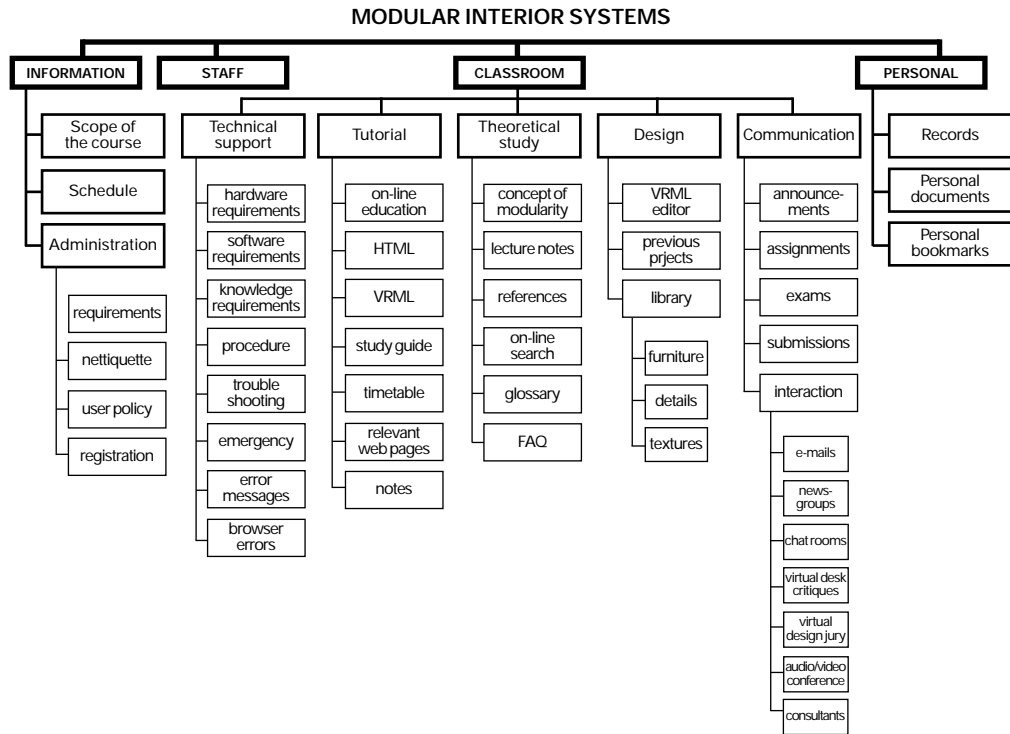 MODULAR INTERIOR SYSTEMS
INFORMATION
STAFF
CLASSROOM
PERSONAL
Scope of
the course
Schedule
Administration
requirements
nettiquette
user policy
registration
Technical
support
hardware
requirements
software
requirements
knowledge
requirements
procedure
trouble
shooting
emergency
error
messages
browser
errors
Tutorial
on-line
education
HTML
VRML
study guide
timetable
relevant
web pages
notes
Theoretical
study
concept of
modularity
lecture notes
references
on-line
search
glossary
FAQ
Design
VRML
editor
previous
prjects
library
furniture
details
textures
Communication
announce-
ments
assignments
exams
submissions
interaction
e-mails
news-
groups
chat rooms
virtual desk
critiques
virtual
design jury
audio/video
conference
consultants
Records
Personal
documents
Personal
bookmarks